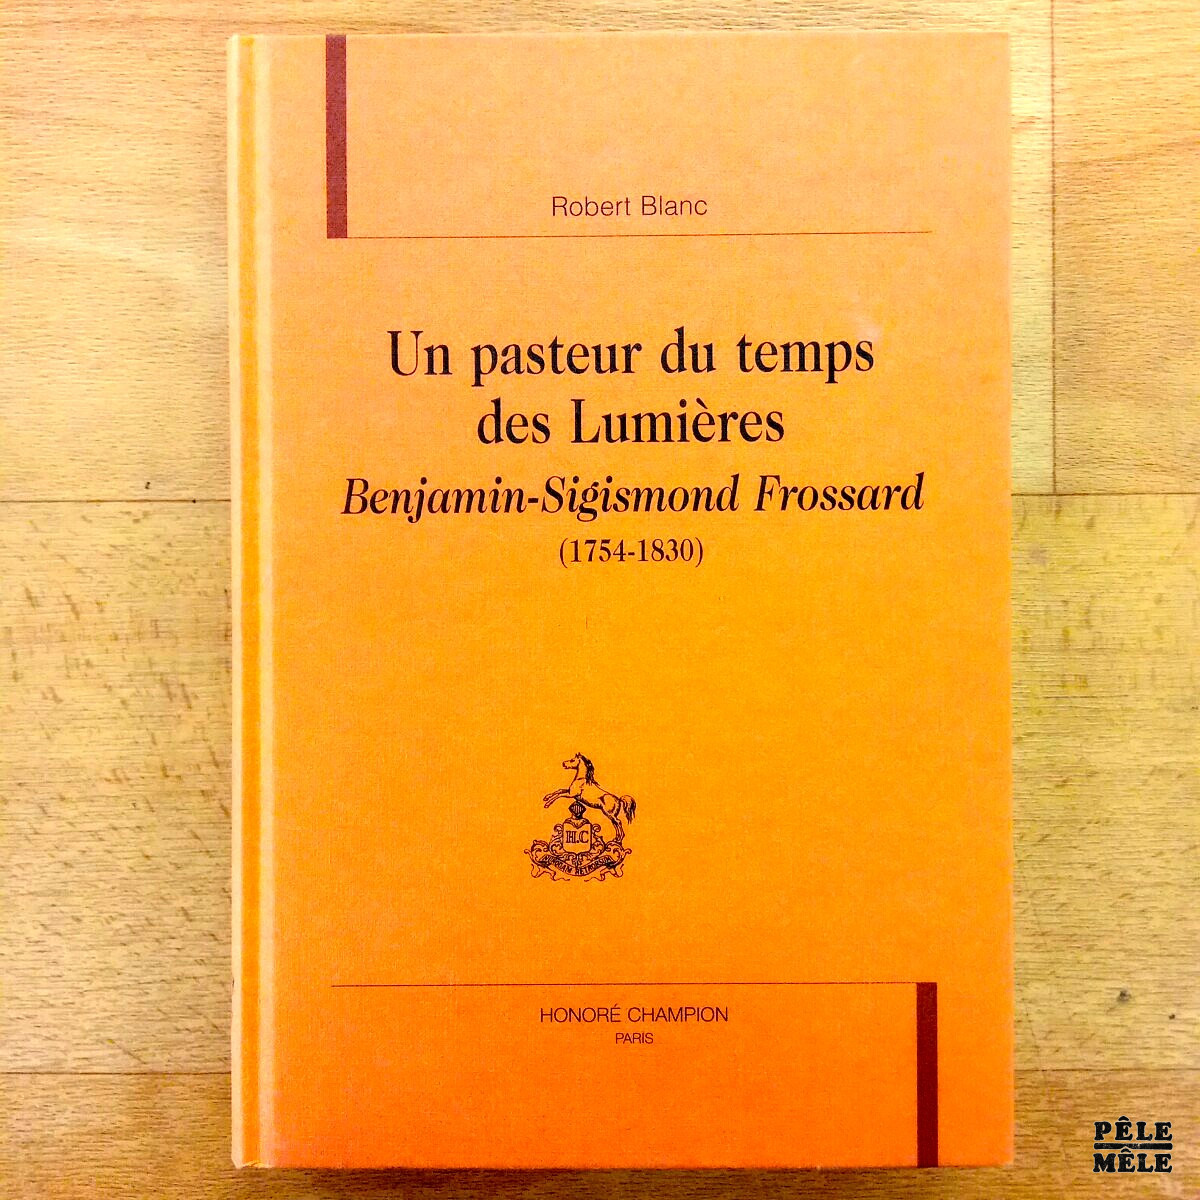 Robert Blanc
Un pasteur du temps
des Lumières
Benjamin-Sigismond Frossard
(1754-1830)
H.C
HONORÉ CHAMPION
PARIS
PÊLE
MÊLE